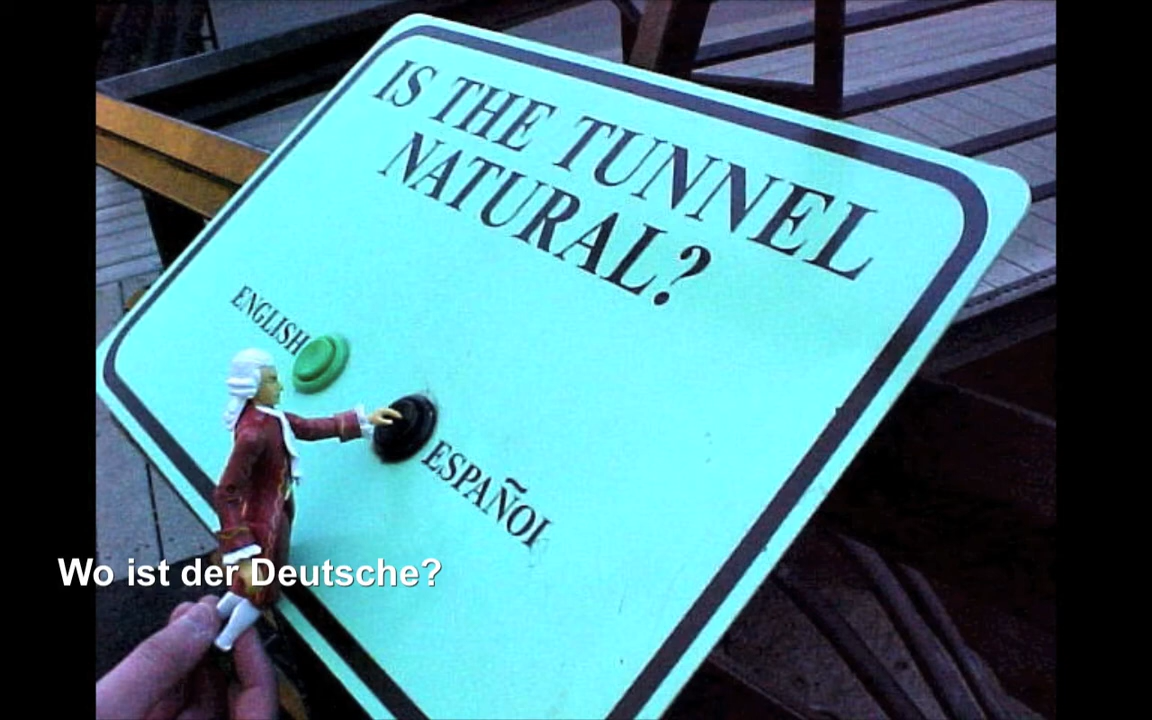 IS THE TUNNEL
NATURAL?
ENGLISH
ESPAÑOL
Wo ist der Deutsche?